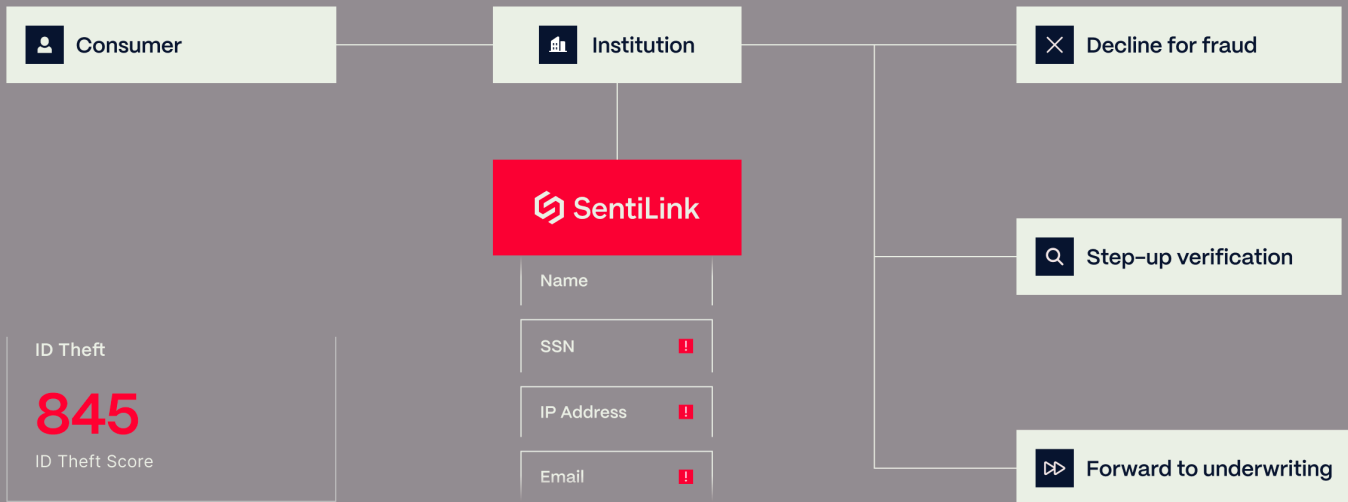 Consumer
Institution
Decline for fraud
SentiLink
Step-up verification
Name
SSN
!
IP Address
!
Email
!
ID Theft
845
ID Theft Score
Forward to underwriting